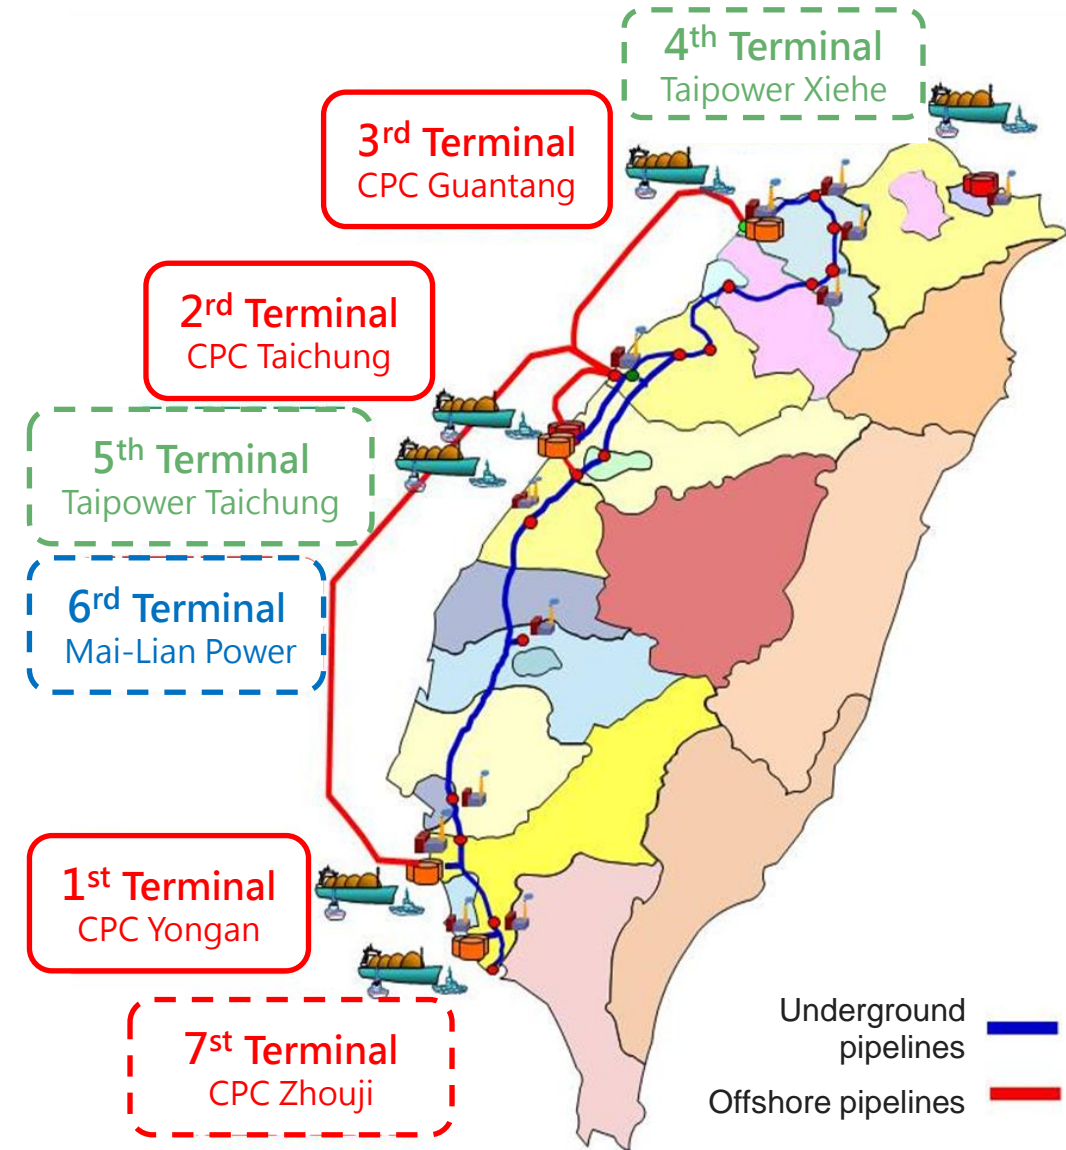 4th Terminal
Taipower Xiehe
3rd Terminal
CPC Guantang
2rd Terminal
CPC Taichung
5th Terminal
Taipower Taichung
6rd Terminal
Mai-Lian Power
1st Terminal
CPC Yongan
7st Terminal
CPC Zhouji
Underground
pipelines
Offshore pipelines